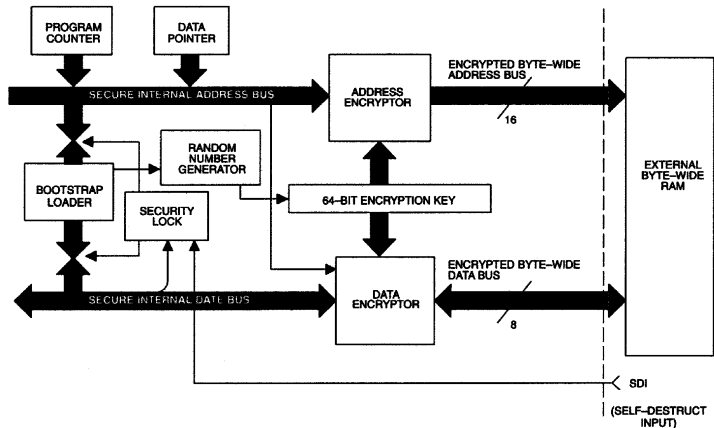 PROGRAM
COUNTER
DATA
POINTER
SECURE INTERNAL ADDRESS BUS
ADDRESS
ENCRYPTOR
ENCRYPTED BYTE–WIDE
ADDRESS BUS
16
EXTERNAL
BYTE–WIDE
RAM
RANDOM
NUMBER
GENERATOR
BOOTSTRAP
LOADER
SECURITY
LOCK
64–BIT ENCRYPTION KEY
SECURE INTERNAL DATE BUS
DATA
ENCRYPTOR
ENCRYPTED BYTE–WIDE
DATA BUS
8
SDI
(SELF–DESTRUCT
INPUT)